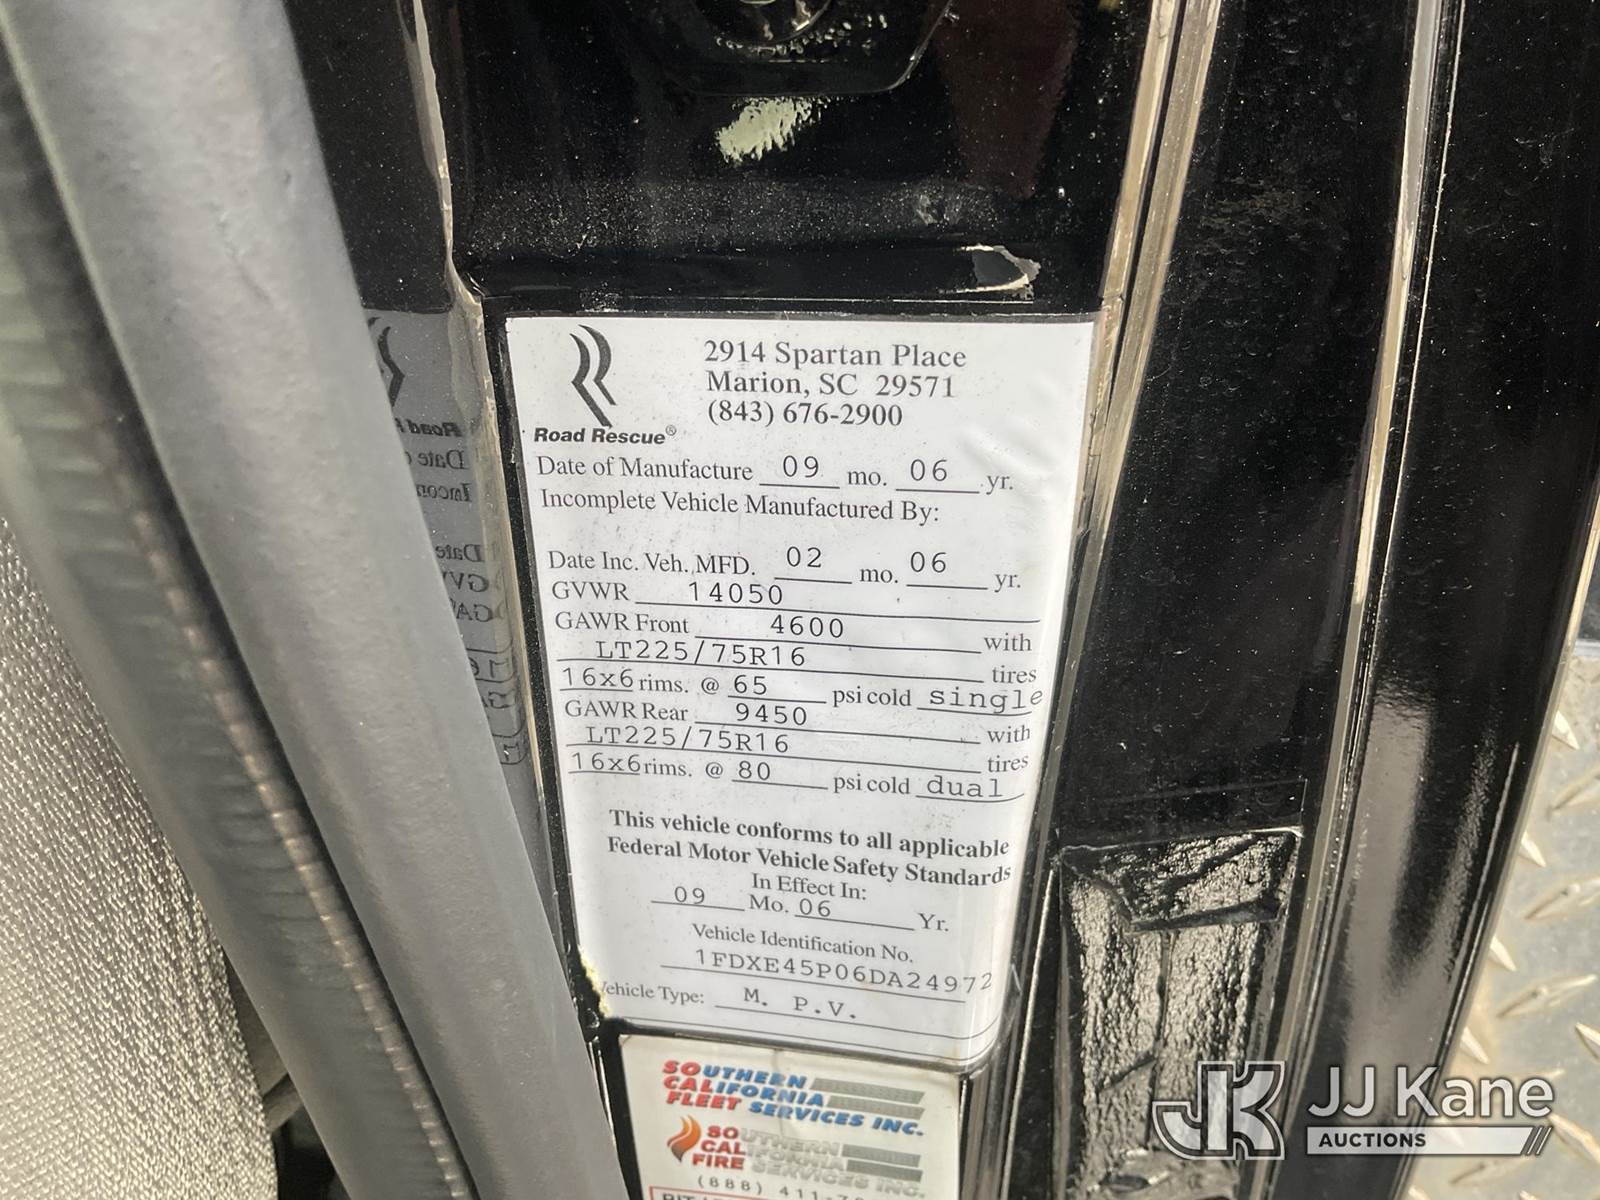 2914 Spartan Place
Marion, SC 29571
(843) 676-2900
Road Rescue®
Date of Manufacture 09 mo. 06 yr.
Incomplete Vehicle Manufactured By:
Date Inc. Veh. MFD. 02 mo. 06 yr.
GVWR 14050
GAWR Front 4600 with
LT225/75R16 tires
16x6 rims. @ 65 psi cold single
GAWR Rear 9450 with
LT225/75R16 tires
16x6 rims. @ 80 psi cold dual
This vehicle conforms to all applicable
Federal Motor Vehicle Safety Standards
In Effect In:
09 Mo. 06 Yr.
Vehicle Identification No.
1FDXE45P06DA24972
Vehicle Type: M. P.V.
SOUTHERN
CALIFORNIA
FLEET SERVICES INC.
SOUTHERN
CALIFORNIA
FIRE SERVICES INC.
(888) 411-
JK JJ Kane
AUCTIONS